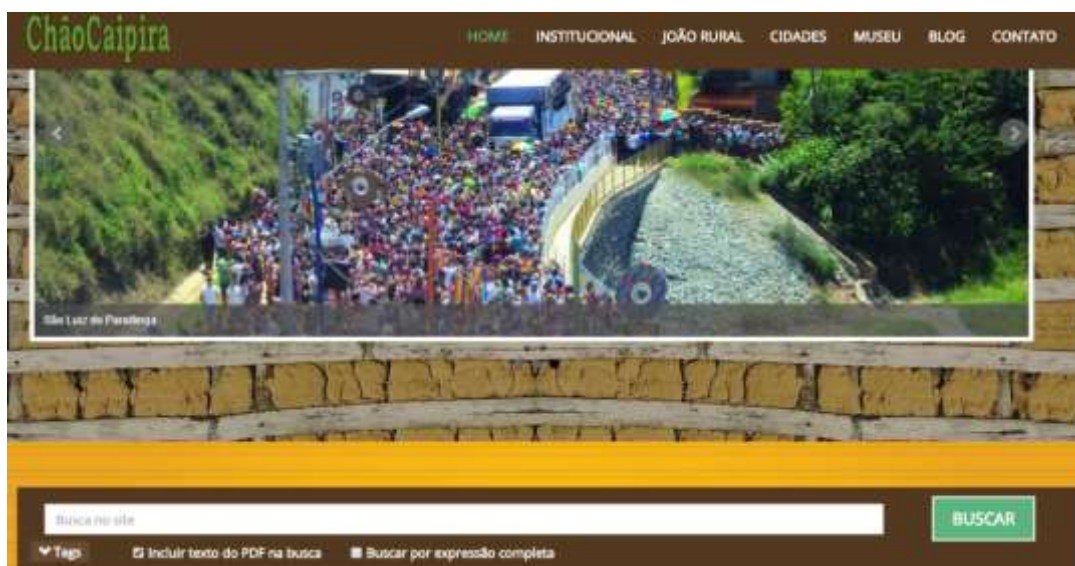 ChãoCaipira
HOME INSTITUCIONAL JOÃO RURAL CIDADES MUSEU BLOG CONTATO
São Luiz do Paraitinga
Busca no site
BUSCAR
Tags Incluir texto do PDF na busca Buscar por expressão completa